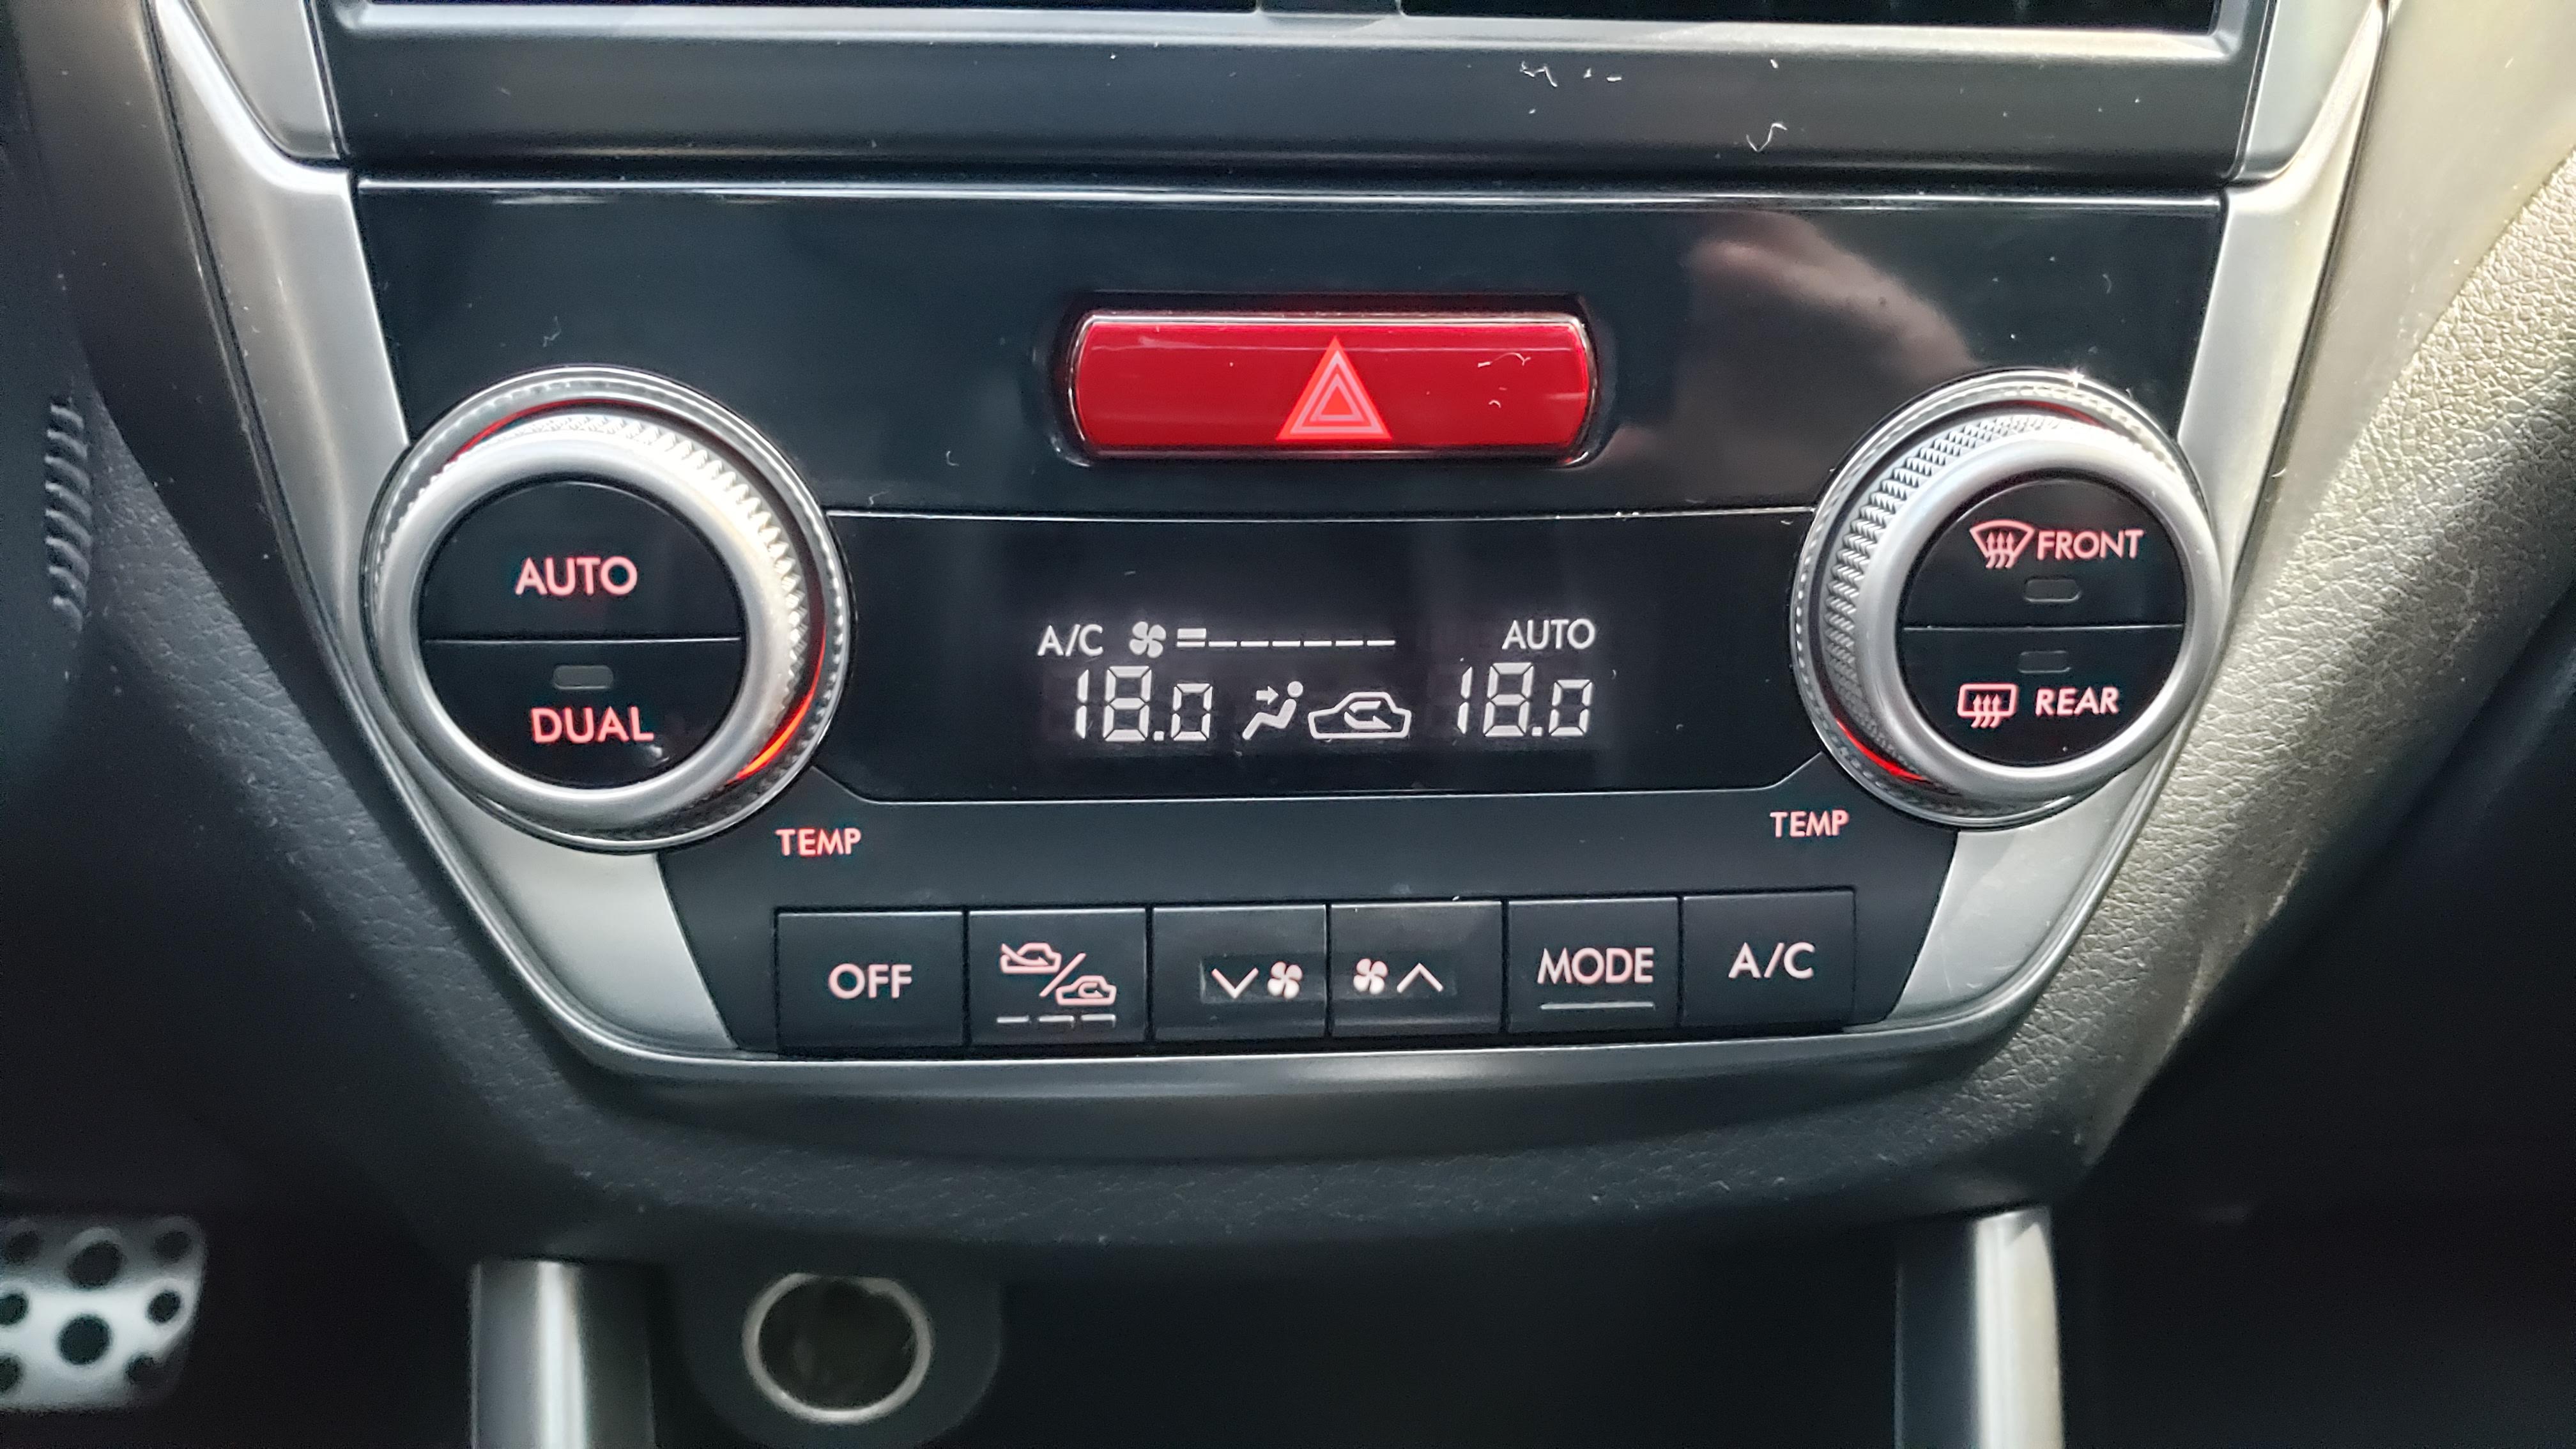 AUTO
DUAL
FRONT
REAR
A/C AUTO
18.0 18.0
TEMP
TEMP
OFF
MODE
A/C